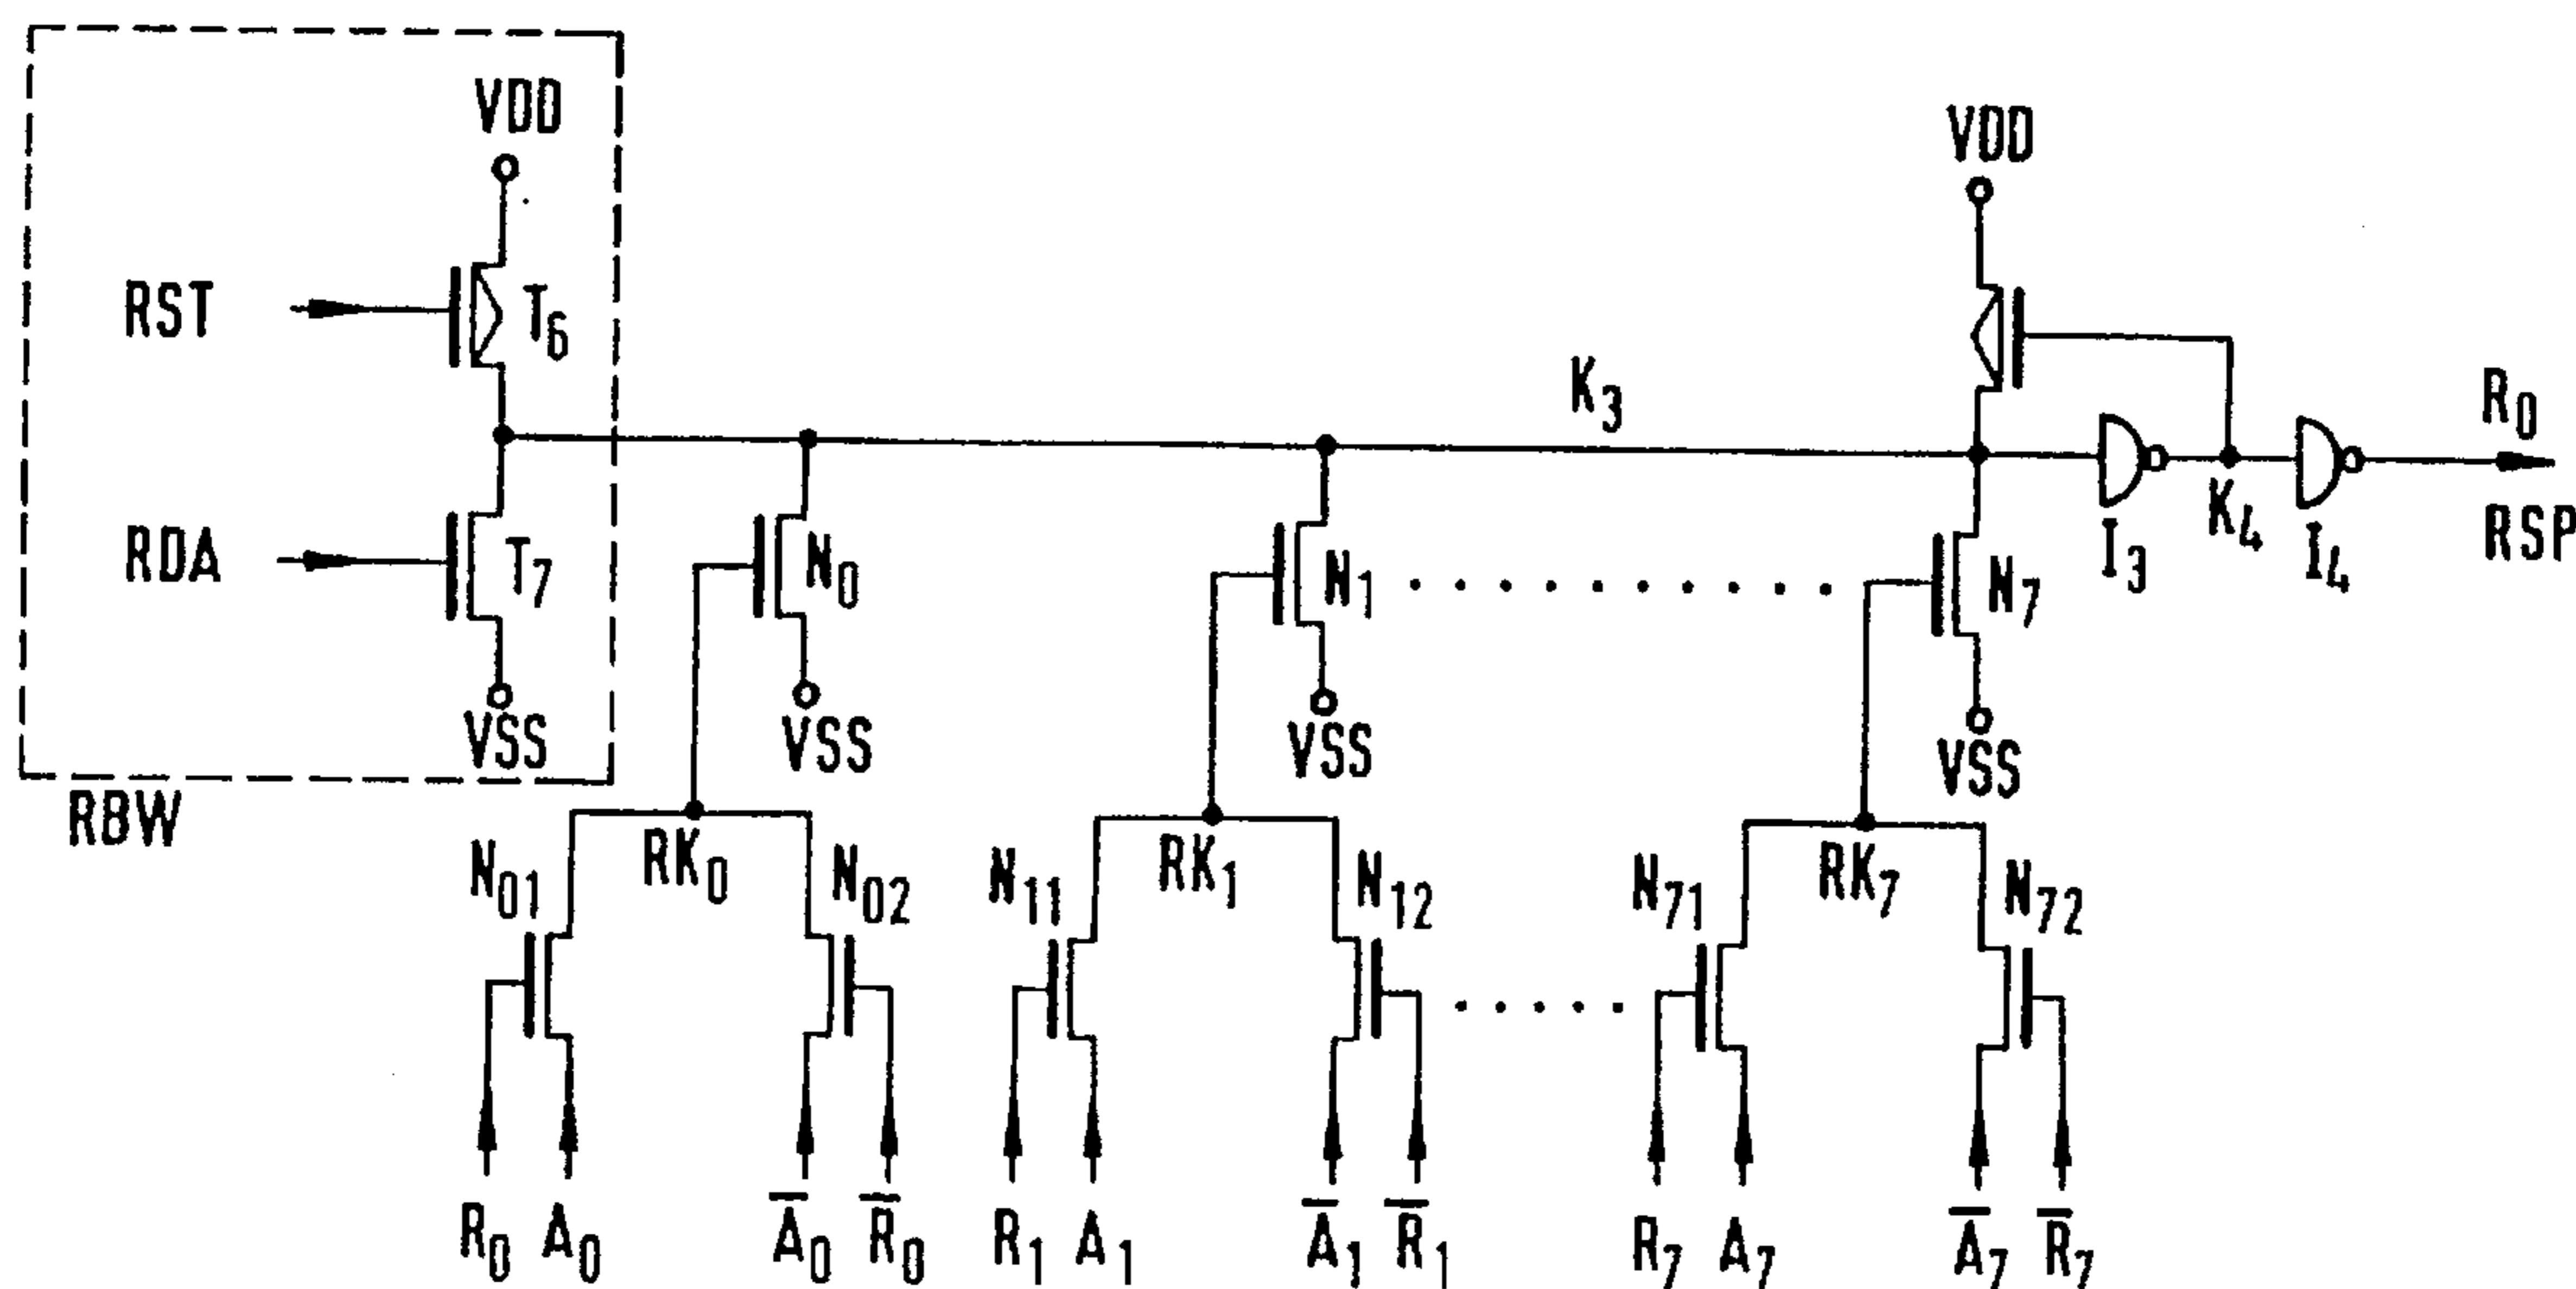 VDD
VDD
RST
T6
K3
R0
RDA
T7
N0
N1
N7
I3
K4
I4
RSP
VSS
VSS
VSS
VSS
RBW
N01
RK0
N02
N11
RK1
N12
N71
RK7
N72
R0 A0 A̅0 R̅0 R1 A1 A̅1 R̅1 R7 A7 A̅7 R̅7